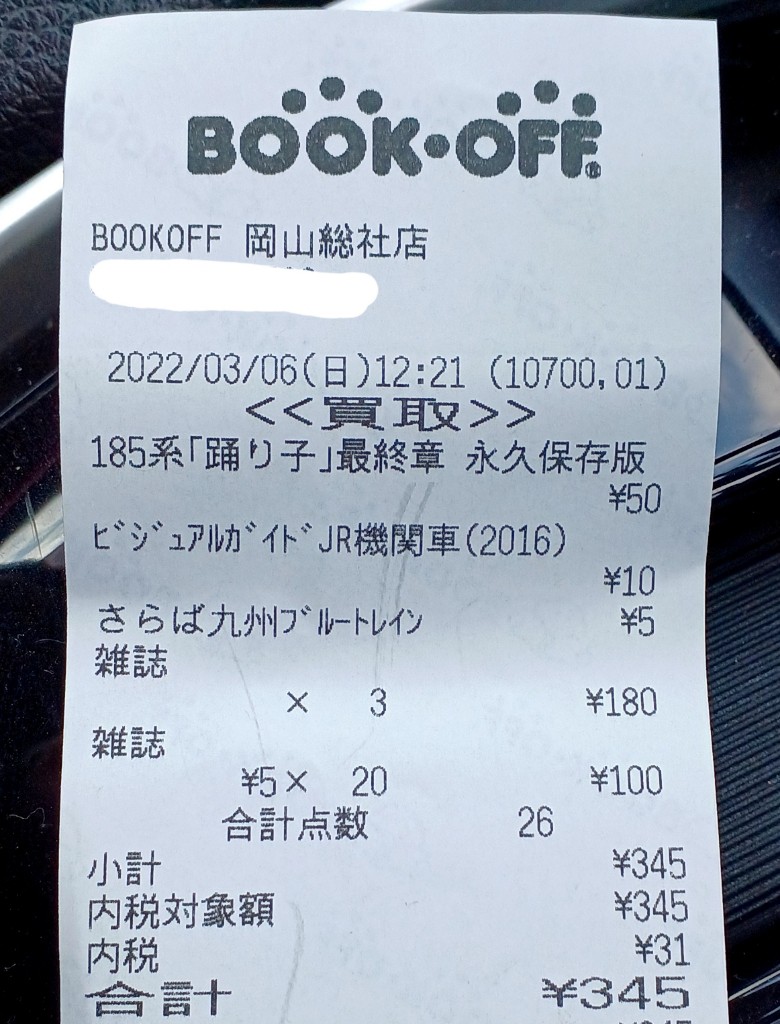 BOOK·OFF®
BOOKOFF 岡山総社店
2022/03/06(日)12:21 (10700,01)
<<買取>>
185系｢踊り子｣最終章 永久保存版
¥50
ﾋﾞｼﾞｭｱﾙｶﾞｲﾄﾞJR機関車(2016)
¥10
さらば九州ﾌﾞﾙｰﾄﾚｲﾝ ¥5
雑誌
× 3 ¥180
雑誌
¥5× 20 ¥100
合計点数 26
小計 ¥345
内税対象額 ¥345
内税 ¥31
合計 ¥345